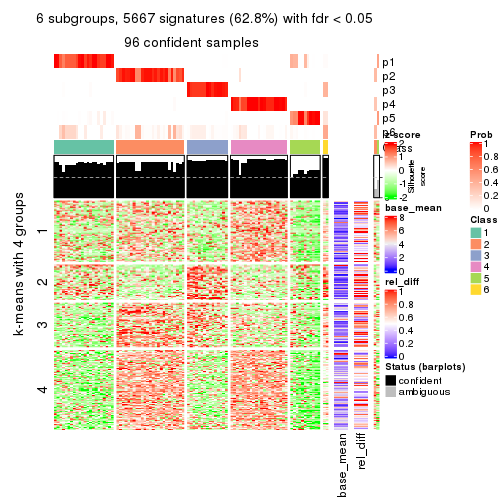 6 subgroups, 5667 signatures (62.8%) with fdr < 0.05
96 confident samples
p1
p2
p3
p4
p5
p6
Class
k-means with 4 groups
1
2
3
4
Silhouette
score
base_mean
rel_diff
z-score
2
1
0
-1
-2
base_mean
8
6
4
2
0
rel_diff
1
0.8
0.6
0.4
0.2
0
Status (barplots)
confident
ambiguous
Prob
1
0.8
0.6
0.4
0.2
0
Class
1
2
3
4
5
6